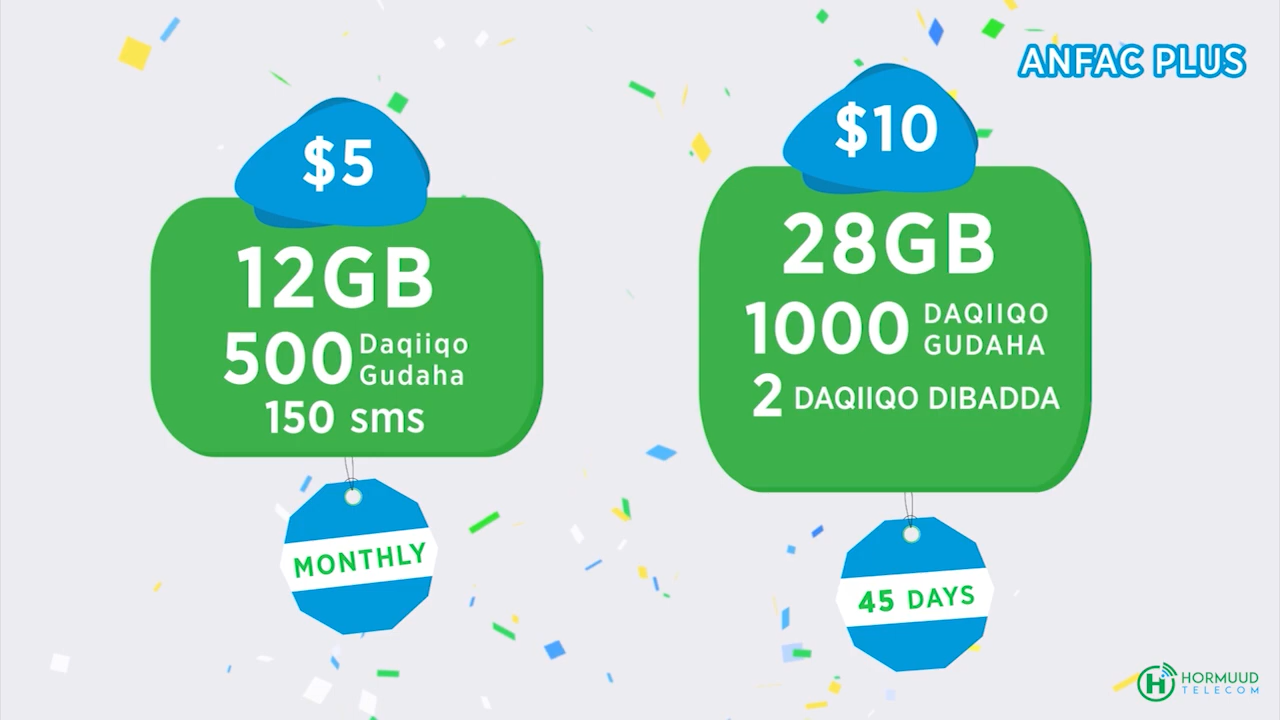 ANFAC PLUS
$5
12GB
500 Daqiiqo
Gudaha
150 sms
MONTHLY
$10
28GB
1000 DAQIIQO
GUDAHA
2 DAQIIQO DIBADDA
45 DAYS
HORMUUD
TELECOM